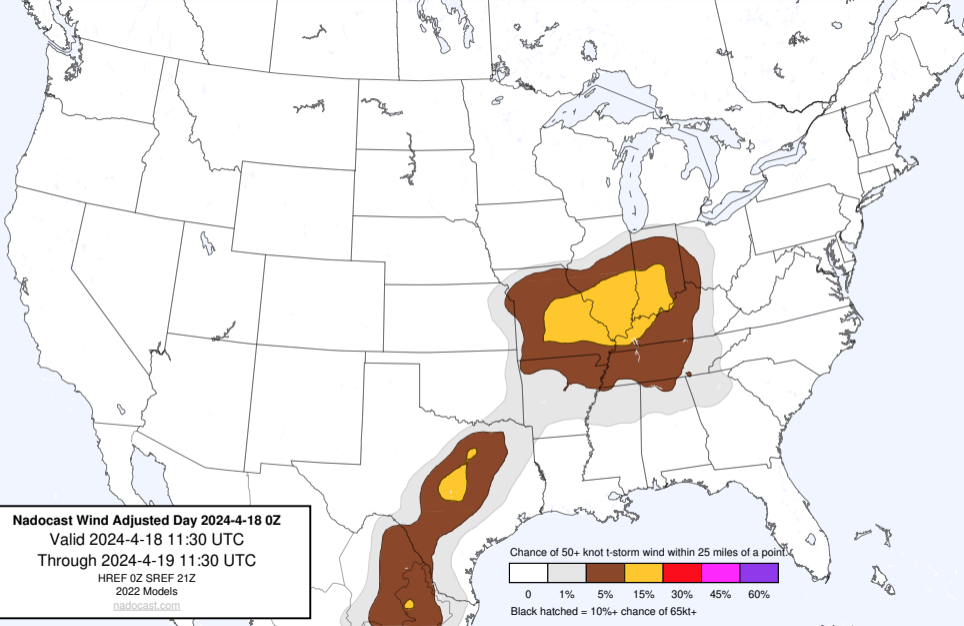 Nadocast Wind Adjusted Day 2024-4-18 0Z
Valid 2024-4-18 11:30 UTC
Through 2024-4-19 11:30 UTC
HREF 0Z SREF 21Z
2022 Models
nadocast.com
Chance of 50+ knot t-storm wind within 25 miles of a point.
0 1% 5% 15% 30% 45% 60%
Black hatched = 10%+ chance of 65kt+